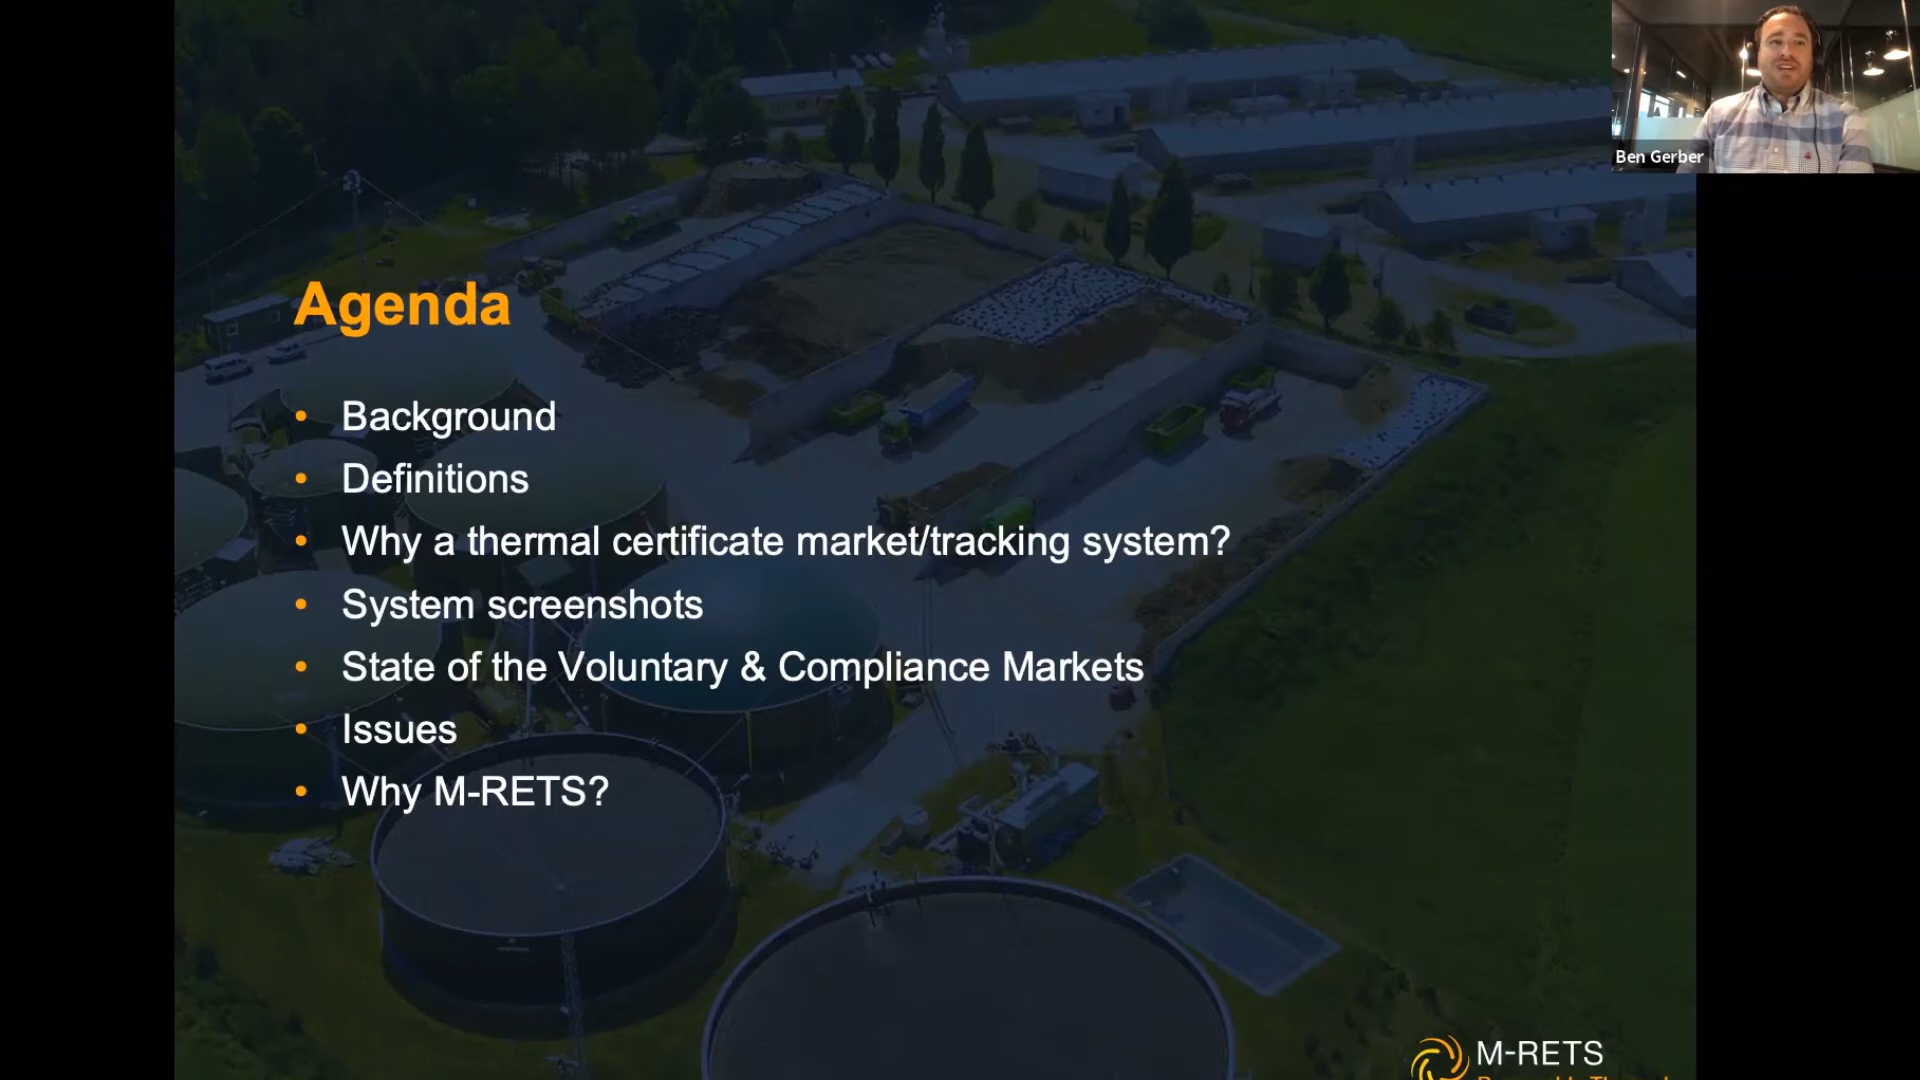 Ben Gerber
Agenda
• Background
• Definitions
• Why a thermal certificate market/tracking system?
• System screenshots
• State of the Voluntary & Compliance Markets
• Issues
• Why M-RETS?
M-RETS